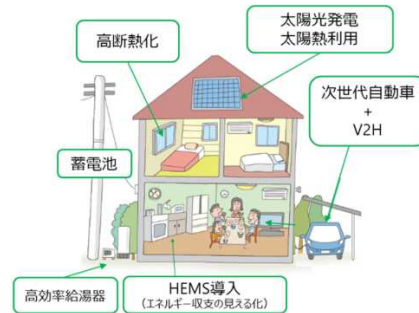 高断熱化
太陽光発電
太陽熱利用
次世代自動車
+
V2H
蓄電池
高効率給湯器
HEMS導入
(エネルギー収支の見える化)